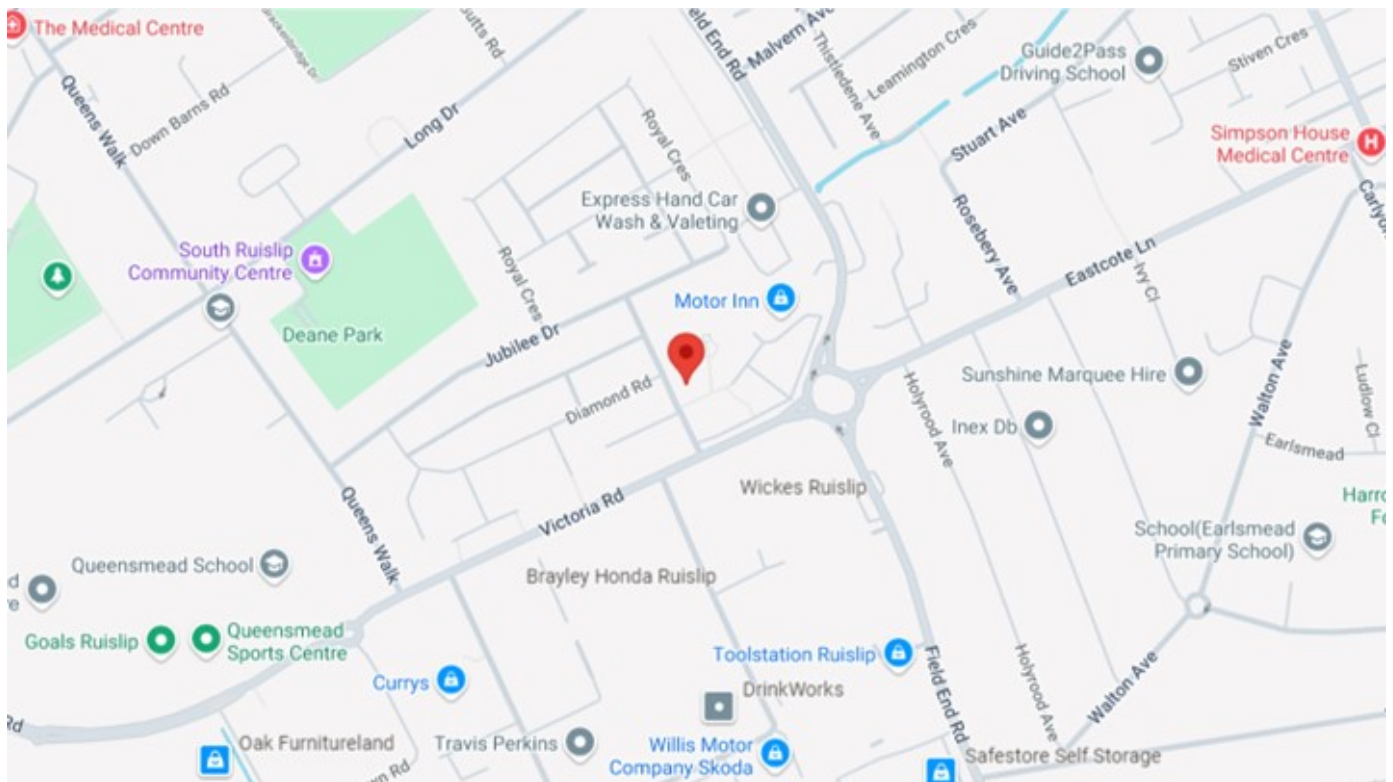 The Medical Centre
Queens Walk
Down Barns Rd
Long Dr
Field End Rd
Malvern Ave
Thistledene Ave
Leamington Cres
Guide2Pass
Driving School
Stiven Cres
Stuart Ave
Simpson House
Medical Centre
Royal Cres
Express Hand Car
Wash & Valeting
Rosebery Ave
Eastcote Ln
Ivy Cl
South Ruislip
Community Centre
Royal Cres
Motor Inn
Deane Park
Jubilee Dr
Diamond Rd
Holyrood Ave
Sunshine Marquee Hire
Walton Ave
Ludlow Cl
Inex Db
Earlsmead
Queens Walk
Victoria Rd
Wickes Ruislip
School(Earlsmead
Primary School)
Queensmead School
Brayley Honda Ruislip
Goals Ruislip
Queensmead
Sports Centre
Currys
Toolstation Ruislip
DrinkWorks
Field End Rd
Holyrood Ave
Walton Ave
Oak Furnitureland
Travis Perkins
Willis Motor
Company Skoda
Safestore Self Storage